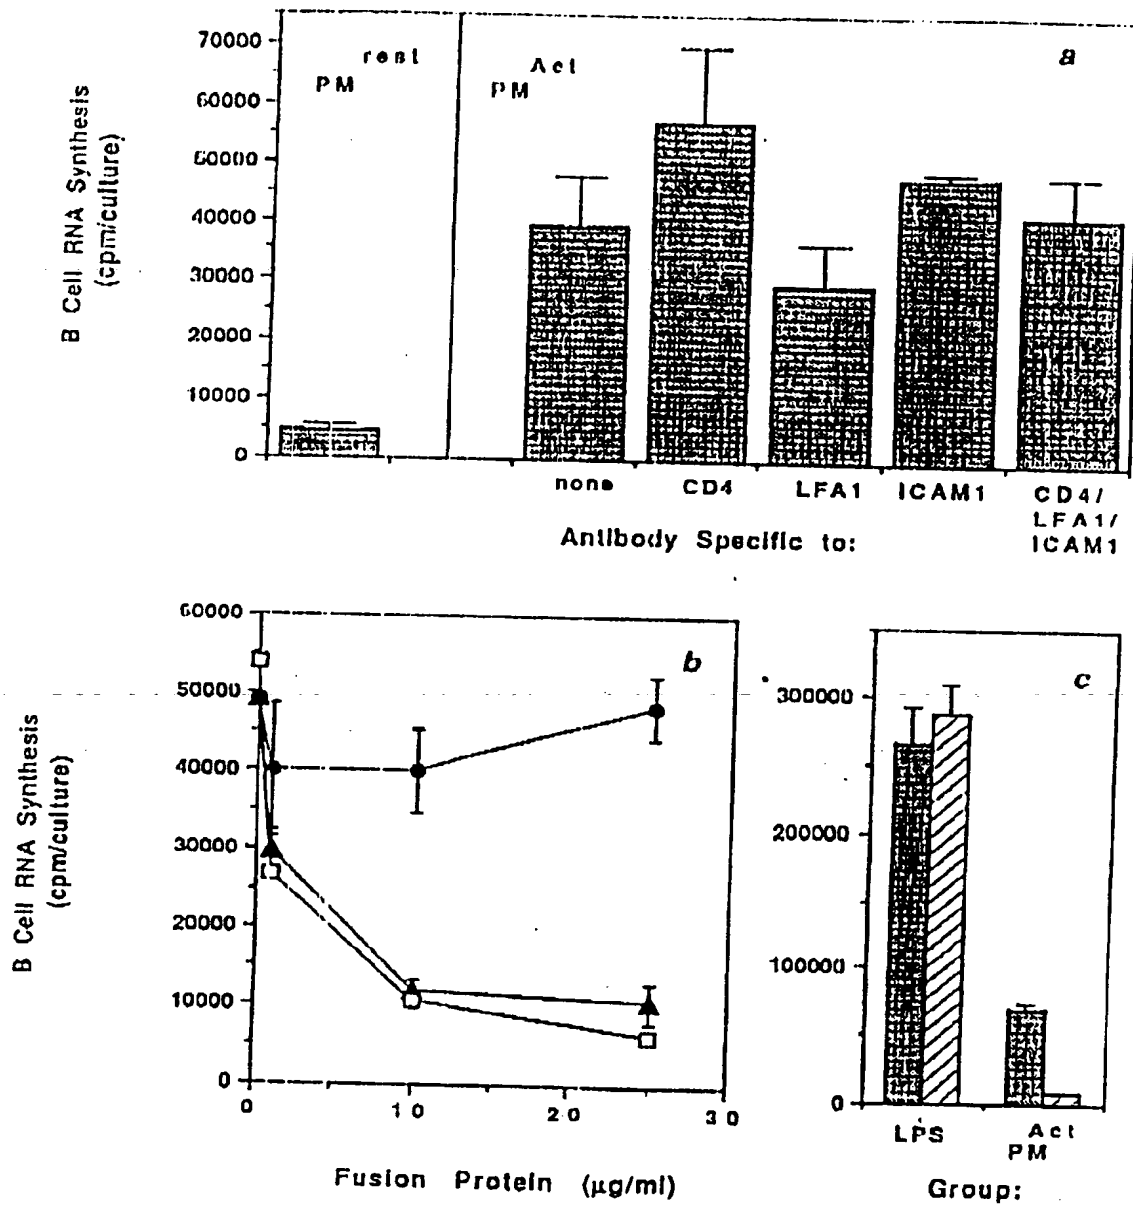 a
B Cell RNA Synthesis
(cpm/culture)
70000
60000
50000
40000
30000
20000
10000
0
PM rest
PM Act
none
CD4
LFA1
ICAM1
CD4/
LFA1/
ICAM1
Antibody Specific to:
b
B Cell RNA Synthesis
(cpm/culture)
60000
50000
40000
30000
20000
10000
0
0
10
20
30
Fusion Protein (µg/ml)
c
300000
200000
100000
0
LPS
PM Act
Group: